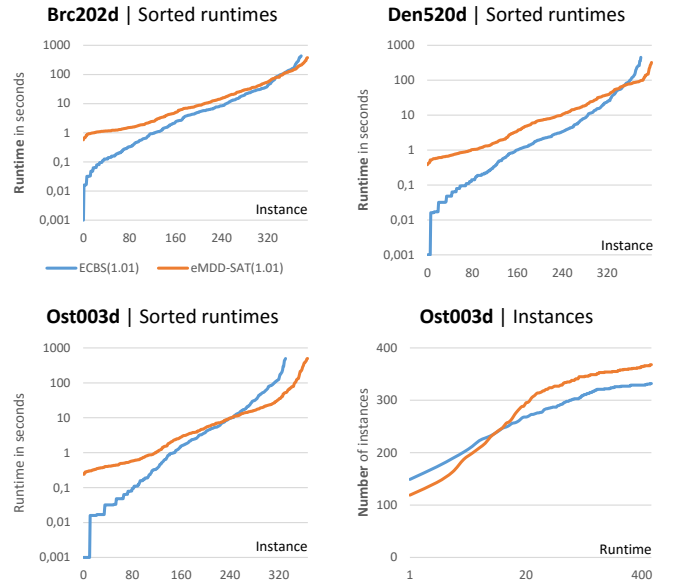 Brc202d | Sorted runtimes
Runtime in seconds
1000
100
10
1
0,1
0,01
0,001
Instance
0 80 160 240 320
ECBS(1.01) eMDD-SAT(1.01)
Den520d | Sorted runtimes
Runtime in seconds
1000
100
10
1
0,1
0,01
0,001
Instance
0 80 160 240 320
Ost003d | Sorted runtimes
Runtime in seconds
1000
100
10
1
0,1
0,01
0,001
Instance
0 80 160 240 320
Ost003d | Instances
Number of instances
400
300
200
100
0
Runtime
1 20 400